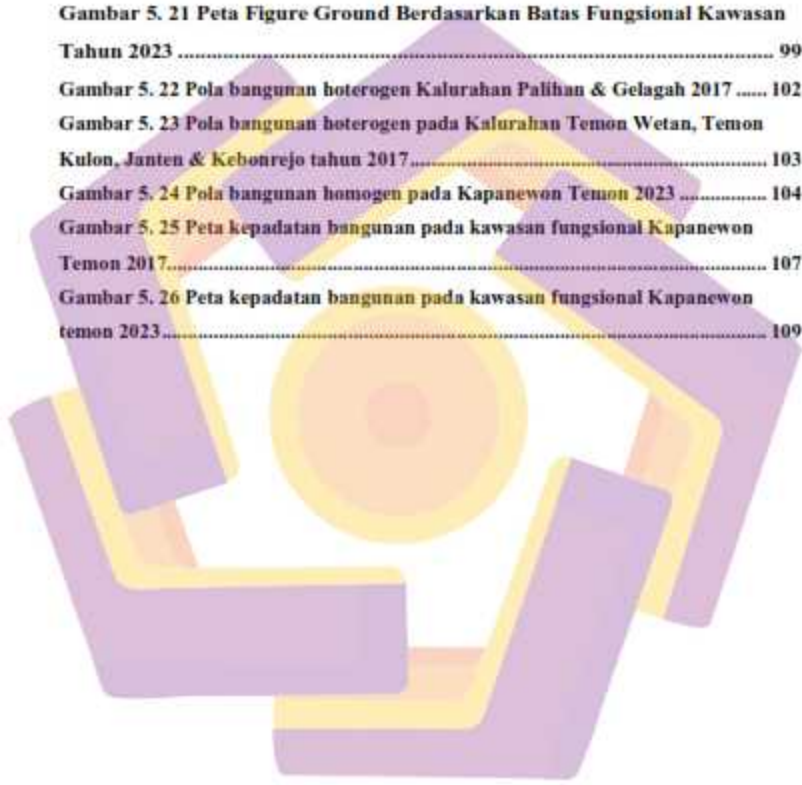 Gambar 5. 21 Peta Figure Ground Berdasarkan Batas Fungsional Kawasan
Tahun 2023 ........................................................................................................ 99
Gambar 5. 22 Pola bangunan hoterogen Kalurahan Palihan & Gelagah 2017 ...... 102
Gambar 5. 23 Pola bangunan hoterogen pada Kalurahan Temon Wetan, Temon
Kulon, Janten & Kebonrejo tahun 2017.............................................................. 103
Gambar 5. 24 Pola bangunan homogen pada Kapanewon Temon 2023 ................ 104
Gambar 5. 25 Peta kepadatan bangunan pada kawasan fungsional Kapanewon
Temon 2017........................................................................................................ 107
Gambar 5. 26 Peta kepadatan bangunan pada kawasan fungsional Kapanewon
temon 2023......................................................................................................... 109